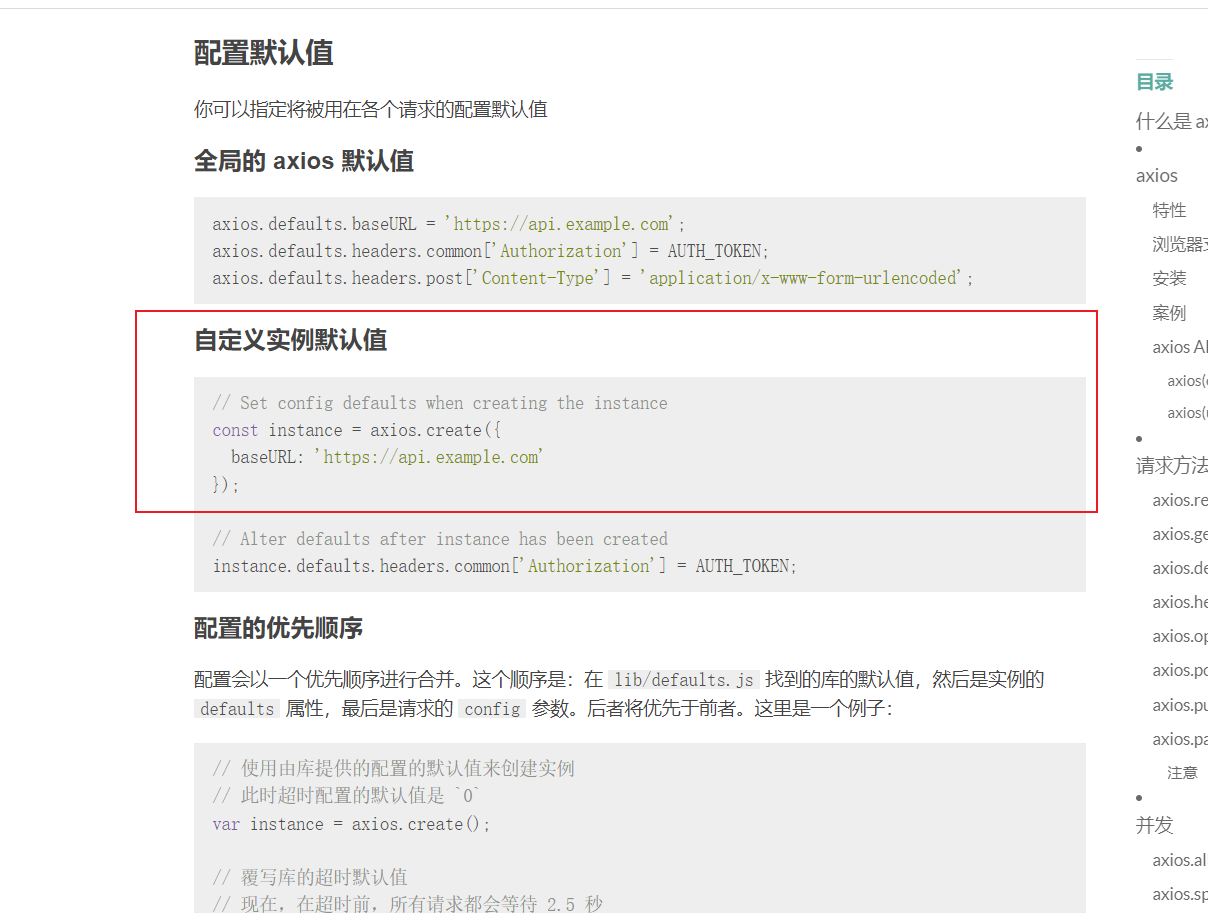 配置默认值
你可以指定将被用在各个请求的配置默认值
全局的 axios 默认值
axios.defaults.baseURL = 'https://api.example.com';
axios.defaults.headers.common['Authorization'] = AUTH_TOKEN;
axios.defaults.headers.post['Content-Type'] = 'application/x-www-form-urlencoded';
自定义实例默认值
// Set config defaults when creating the instance
const instance = axios.create({
  baseURL: 'https://api.example.com'
});
// Alter defaults after instance has been created
instance.defaults.headers.common['Authorization'] = AUTH_TOKEN;
配置的优先顺序
配置会以一个优先顺序进行合并。这个顺序是：在 lib/defaults.js 找到的库的默认值，然后是实例的
defaults 属性，最后是请求的 config 参数。后者将优先于前者。这里是一个例子：
// 使用由库提供的配置的默认值来创建实例
// 此时超时配置的默认值是 `0`
var instance = axios.create();
// 覆写库的超时默认值
// 现在，在超时前，所有请求都会等待 2.5 秒
目录
什么是
axios
特性
浏览器
安装
案例
axios
axios(
axios(
请求方法
axios.re
axios.ge
axios.de
axios.he
axios.op
axios.po
axios.pu
axios.pa
注意
并发
axios.al
axios.sp